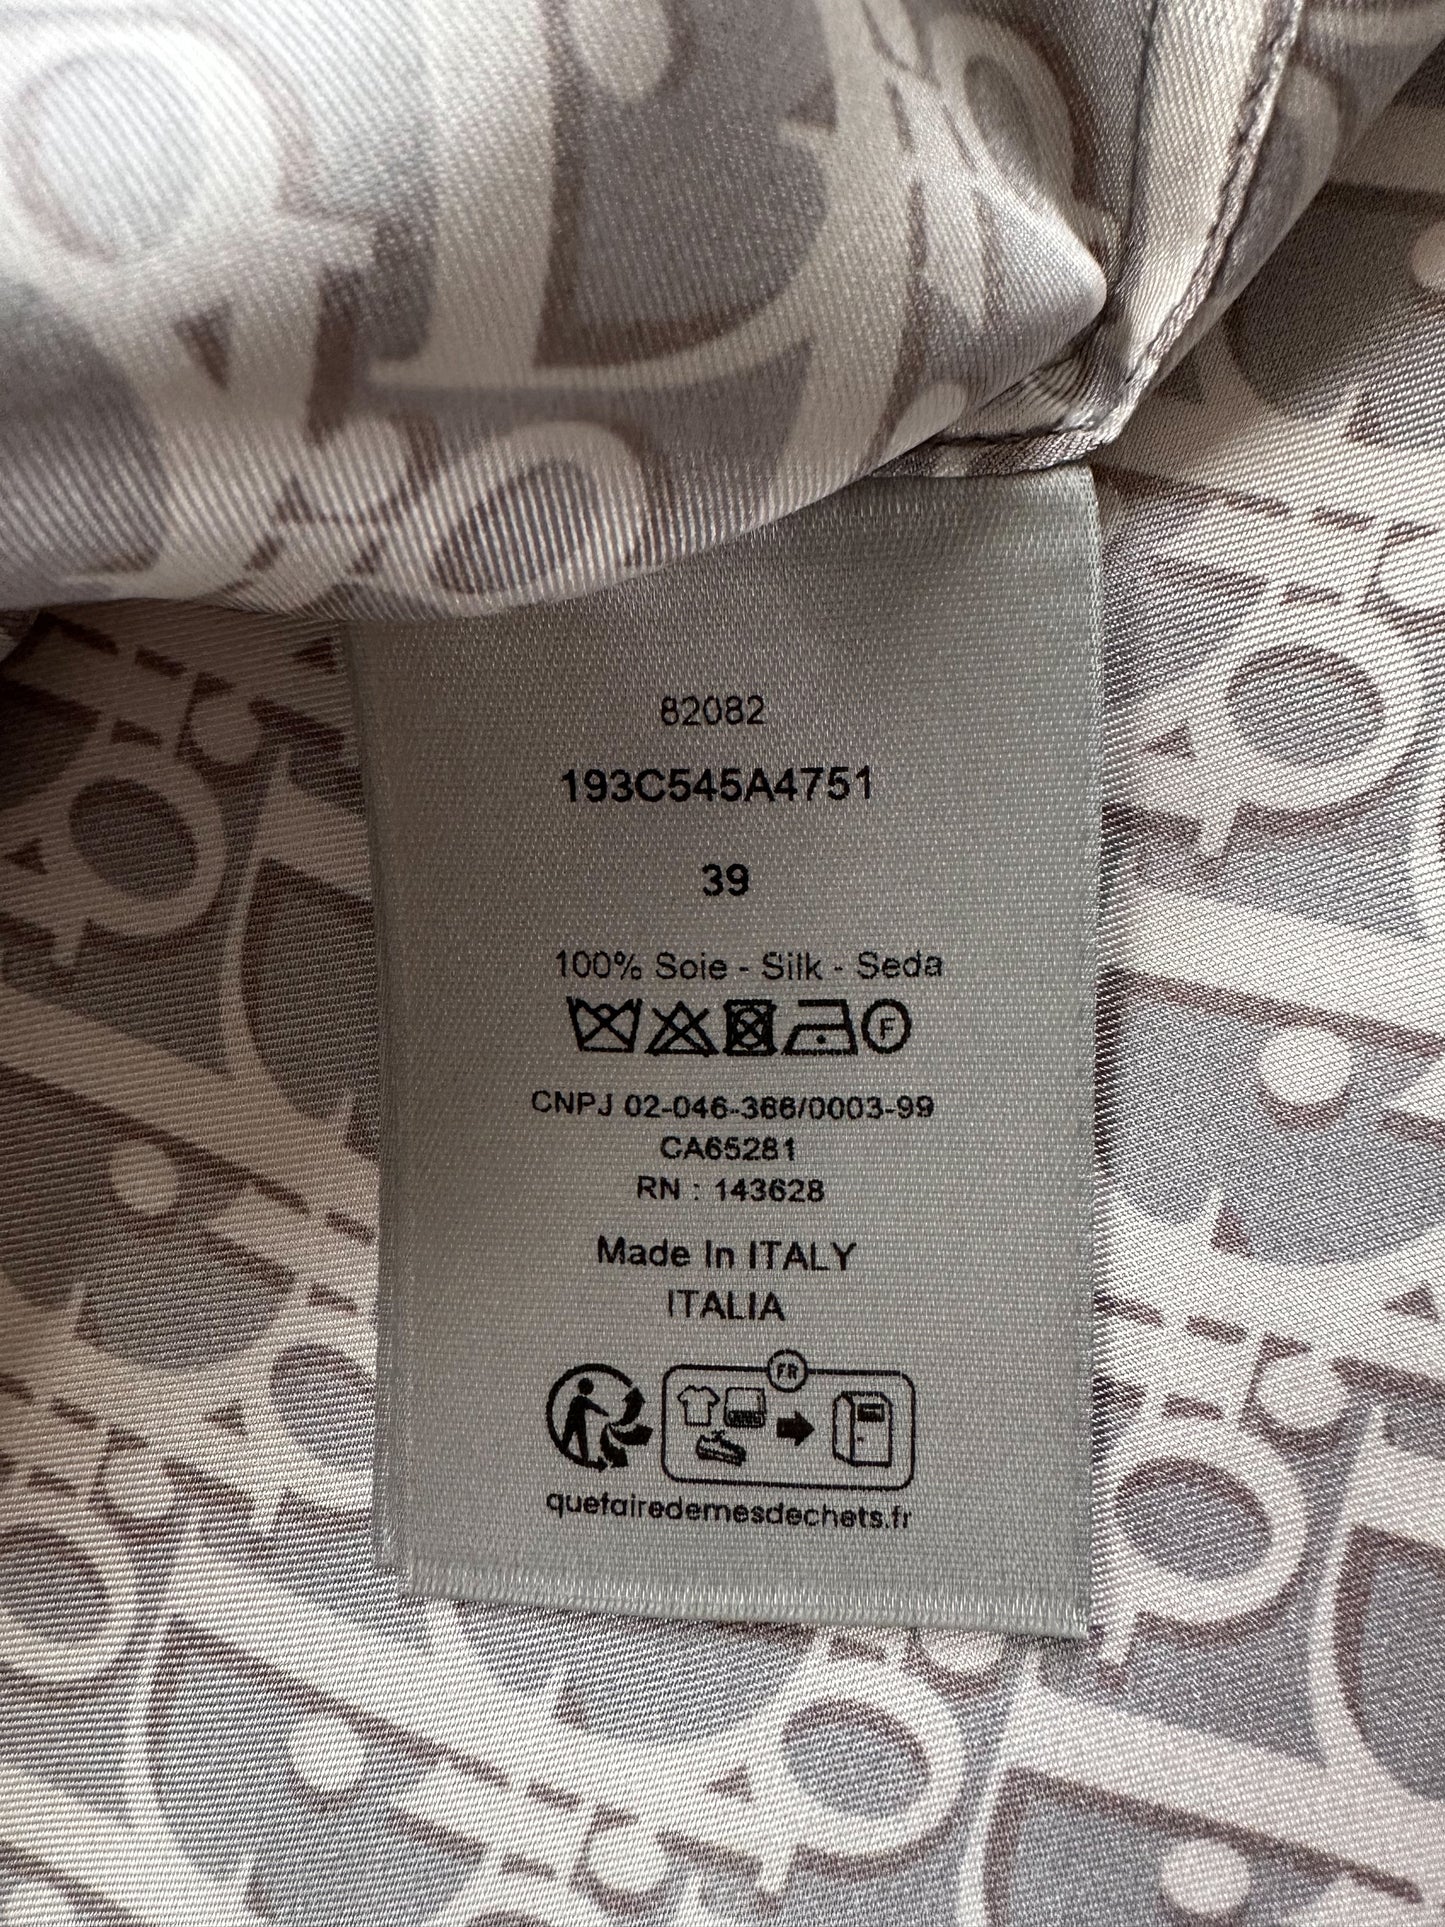 82082
193C545A4751
39
100% Soie - Silk - Seda
F
CNPJ 02-046-366/0003-99
CA65281
RN : 143628
Made In ITALY
ITALIA
FR
quefairedemesdechets.fr